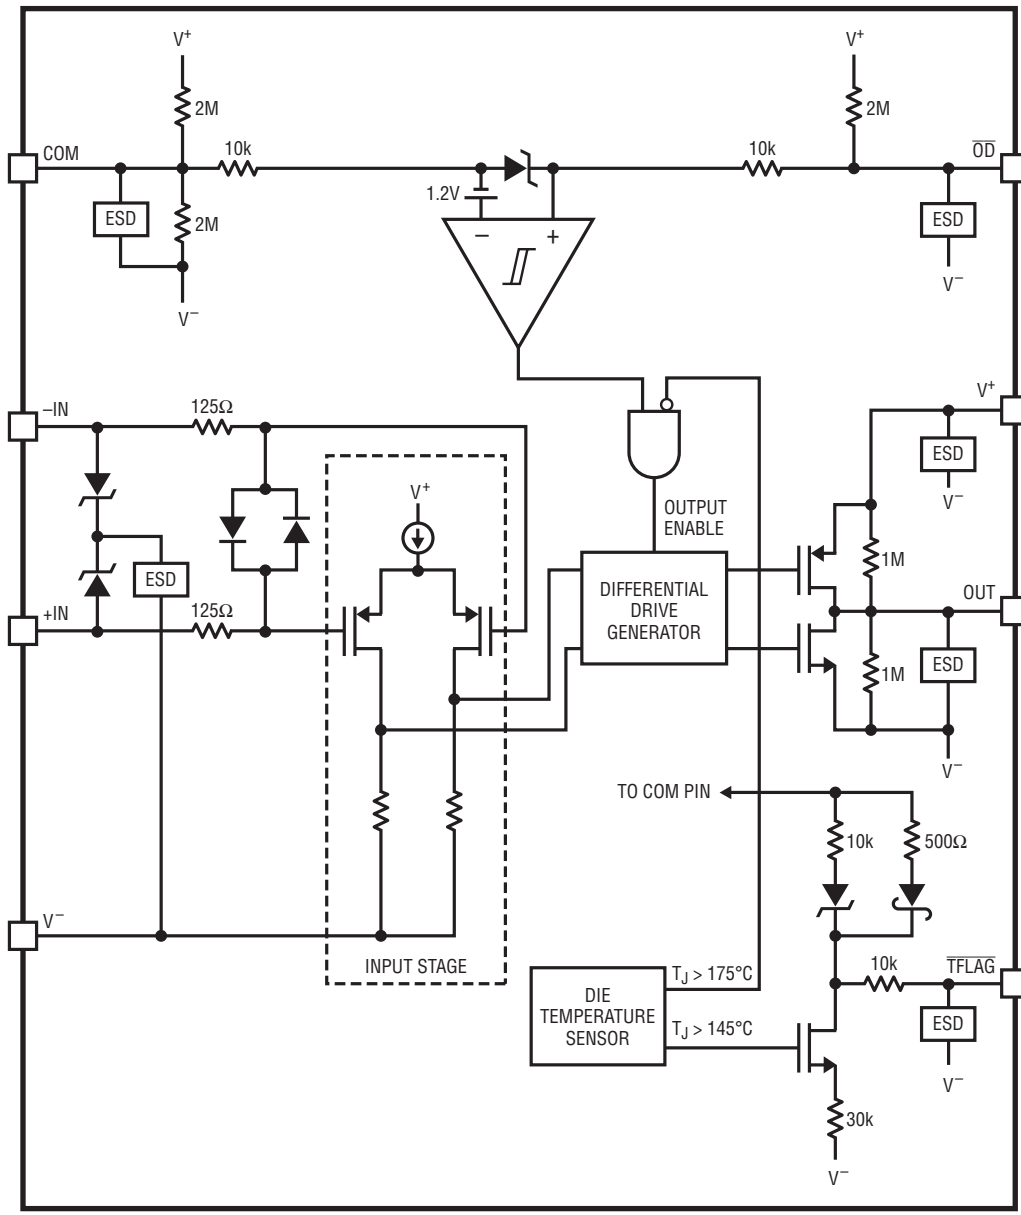 V⁺
2M
COM
10k
ESD
2M
V⁻
1.2V
−
+
10k
V⁺
2M
OD
ESD
V⁻
–IN
125Ω
ESD
+IN
125Ω
V⁺
INPUT STAGE
V⁻
OUTPUT
ENABLE
DIFFERENTIAL
DRIVE
GENERATOR
V⁺
ESD
V⁻
1M
OUT
1M
ESD
V⁻
TO COM PIN
10k
500Ω
10k
TFLAG
ESD
V⁻
DIE
TEMPERATURE
SENSOR
TJ > 175°C
TJ > 145°C
30k
V⁻